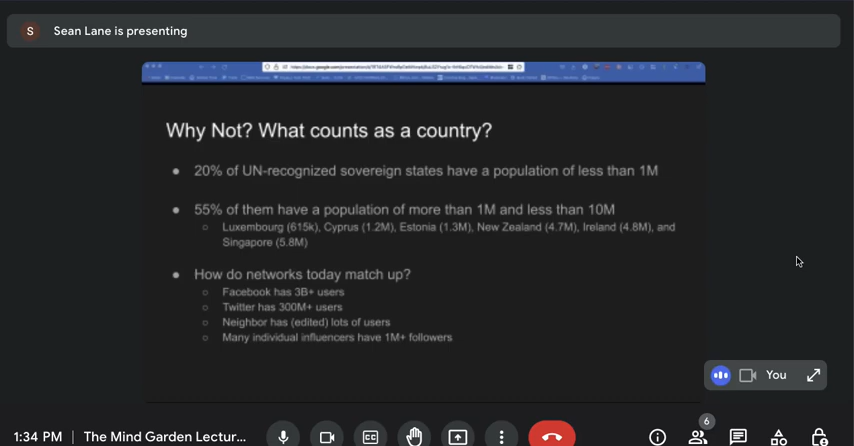 S Sean Lane is presenting
Why Not? What counts as a country?
● 20% of UN-recognized sovereign states have a population of less than 1M
● 55% of them have a population of more than 1M and less than 10M
○ Luxembourg (615k), Cyprus (1.2M), Estonia (1.3M), New Zealand (4.7M), Ireland (4.8M), and
Singapore (5.8M)
● How do networks today match up?
○ Facebook has 3B+ users
○ Twitter has 300M+ users
○ Neighbor has (edited) lots of users
○ Many individual influencers have 1M+ followers
You
6
1:34 PM | The Mind Garden Lectur...
CC